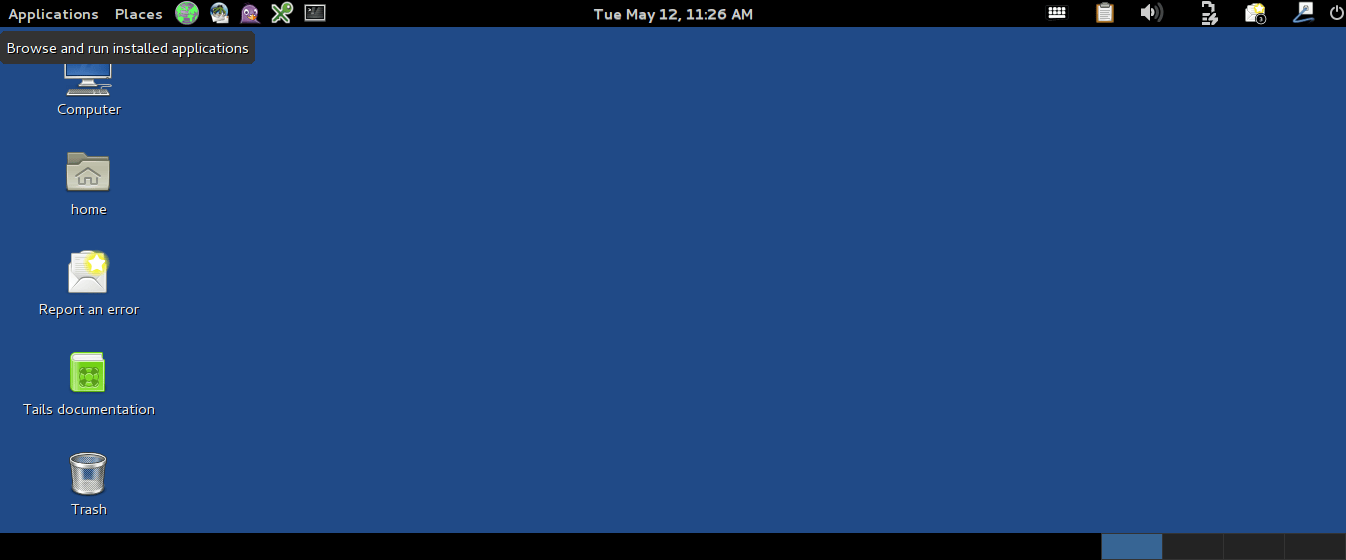 Applications Places Tue May 12, 11:26 AM
Browse and run installed applications
Computer
home
Report an error
Tails documentation
Trash